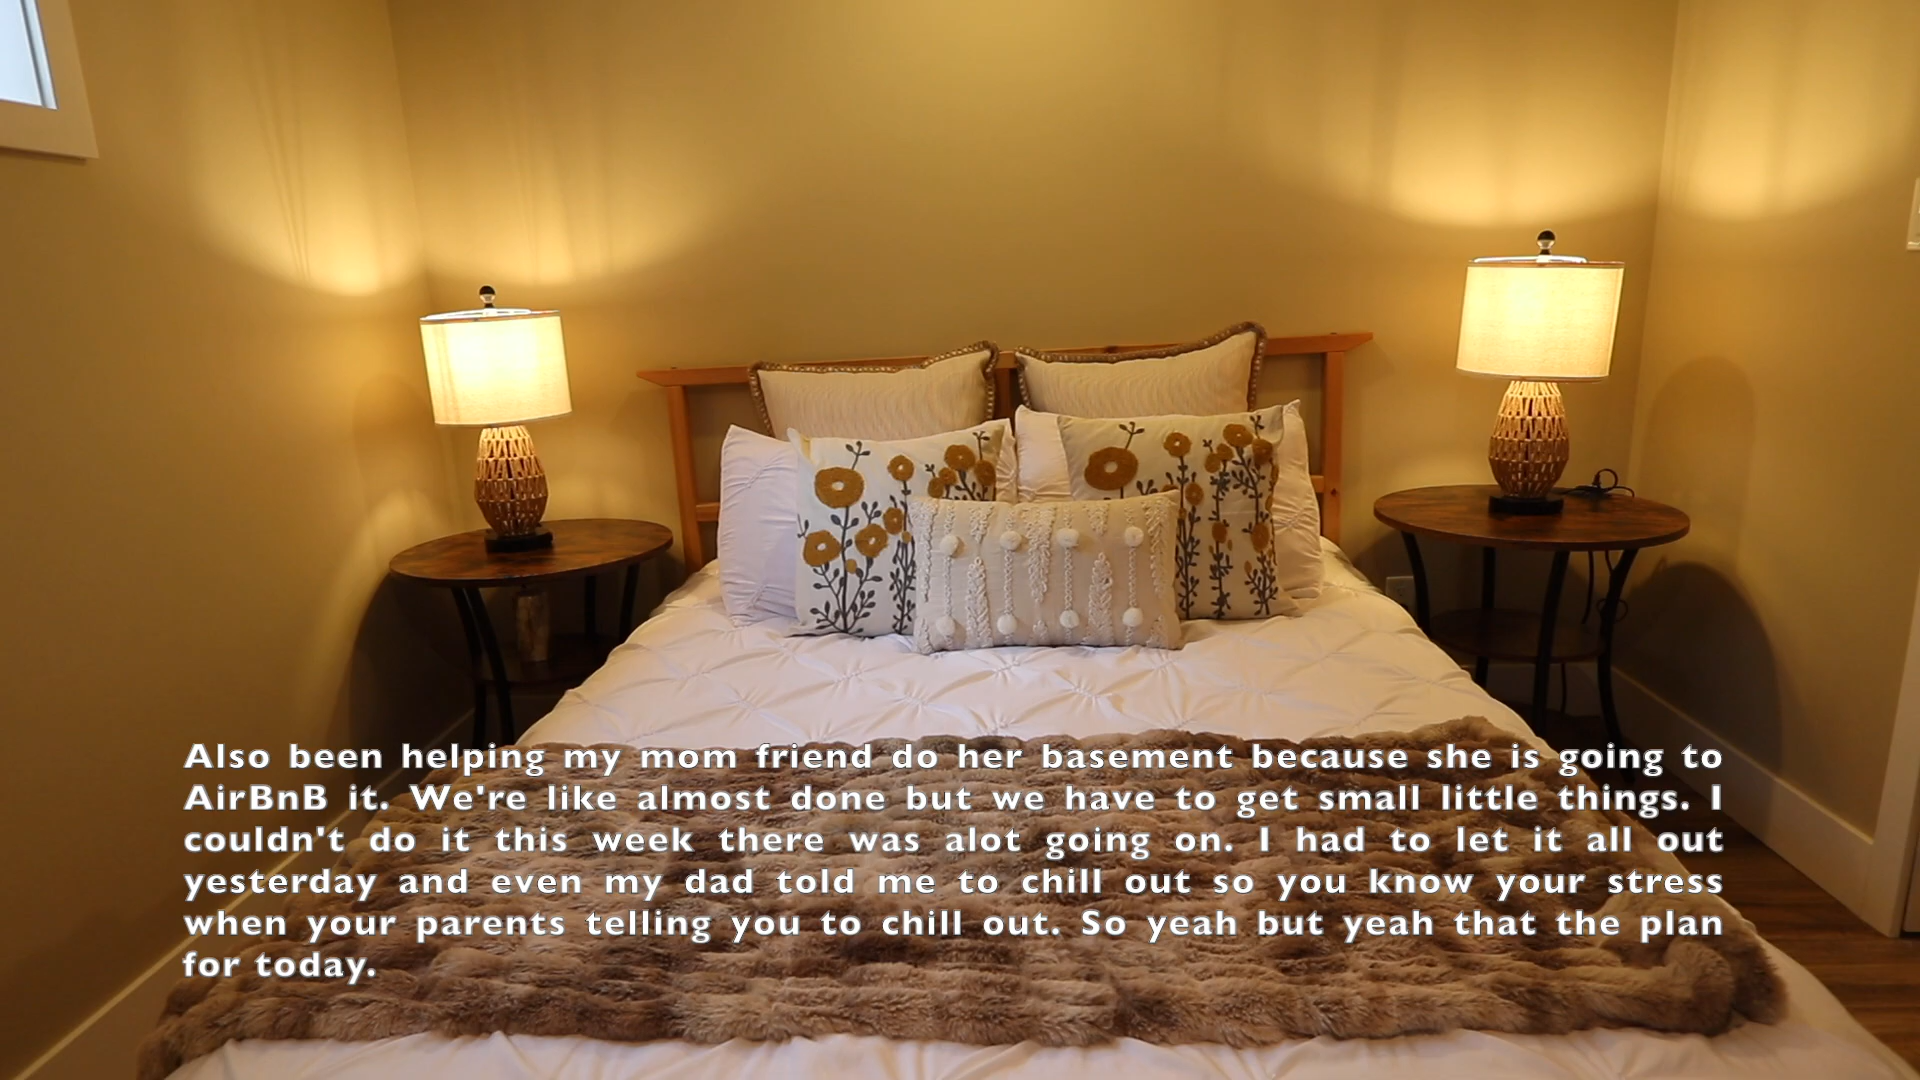 Also been helping my mom friend do her basement because she is going to
AirBnB it. We're like almost done but we have to get small little things. I
couldn't do it this week there was alot going on. I had to let it all out
yesterday and even my dad told me to chill out so you know your stress
when your parents telling you to chill out. So yeah but yeah that the plan
for today.